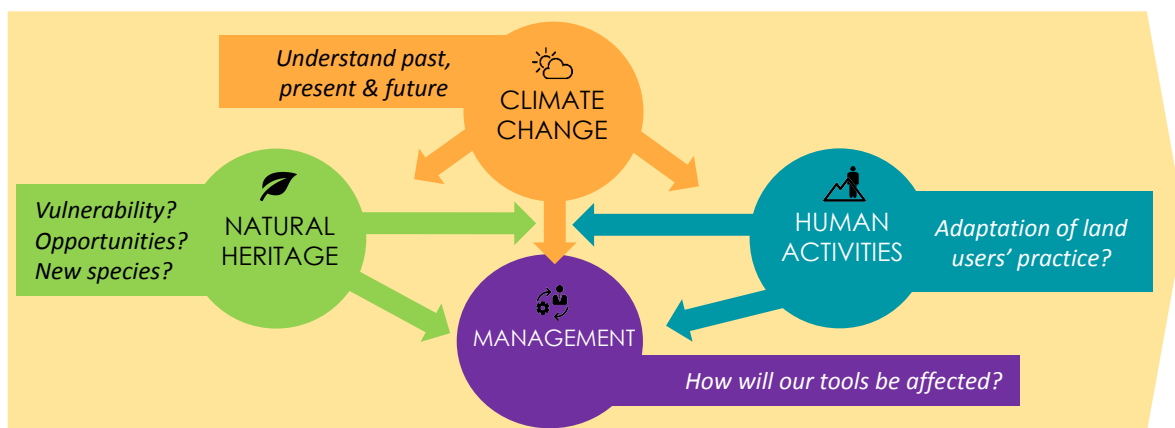 Understand past,
present & future
CLIMATE
CHANGE
Vulnerability?
Opportunities?
New species?
NATURAL
HERITAGE
HUMAN
ACTIVITIES
Adaptation of land
users’ practice?
MANAGEMENT
How will our tools be affected?